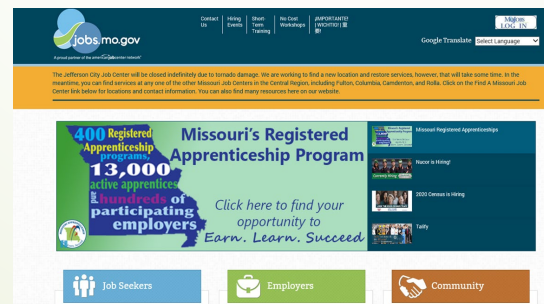 jobs.mo.gov
A proud partner of the americanjobcenter network
Contact Us
Hiring Events
Short-Term Training
No Cost Workshops
¡IMPORTANTE! | WICHTIG! | 重要!
MoJobs
LOG IN
Google Translate Select Language
The Jefferson City Job Center will be closed indefinitely due to tornado damage. We are working to find a new location and restore services, however, that will take some time. In the
meantime, you can find services at any one of the other Missouri Job Centers in the Central Region, including Fulton, Columbia, Camdenton, and Rolla. Click on the Find A Missouri Job
Center link below for locations and contact information. You can also find many resources here on our website.
400 Registered
Apprenticeship
programs,
13,000
active apprentices
hundreds of
participating
employers
Missouri's Registered
Apprenticeship Program
Click here to find your
opportunity to
Earn. Learn. Succeed
Missouri Registered Apprenticeships
Nucor is Hiring!
2020 Census is Hiring
Job Seekers
Employers
Community